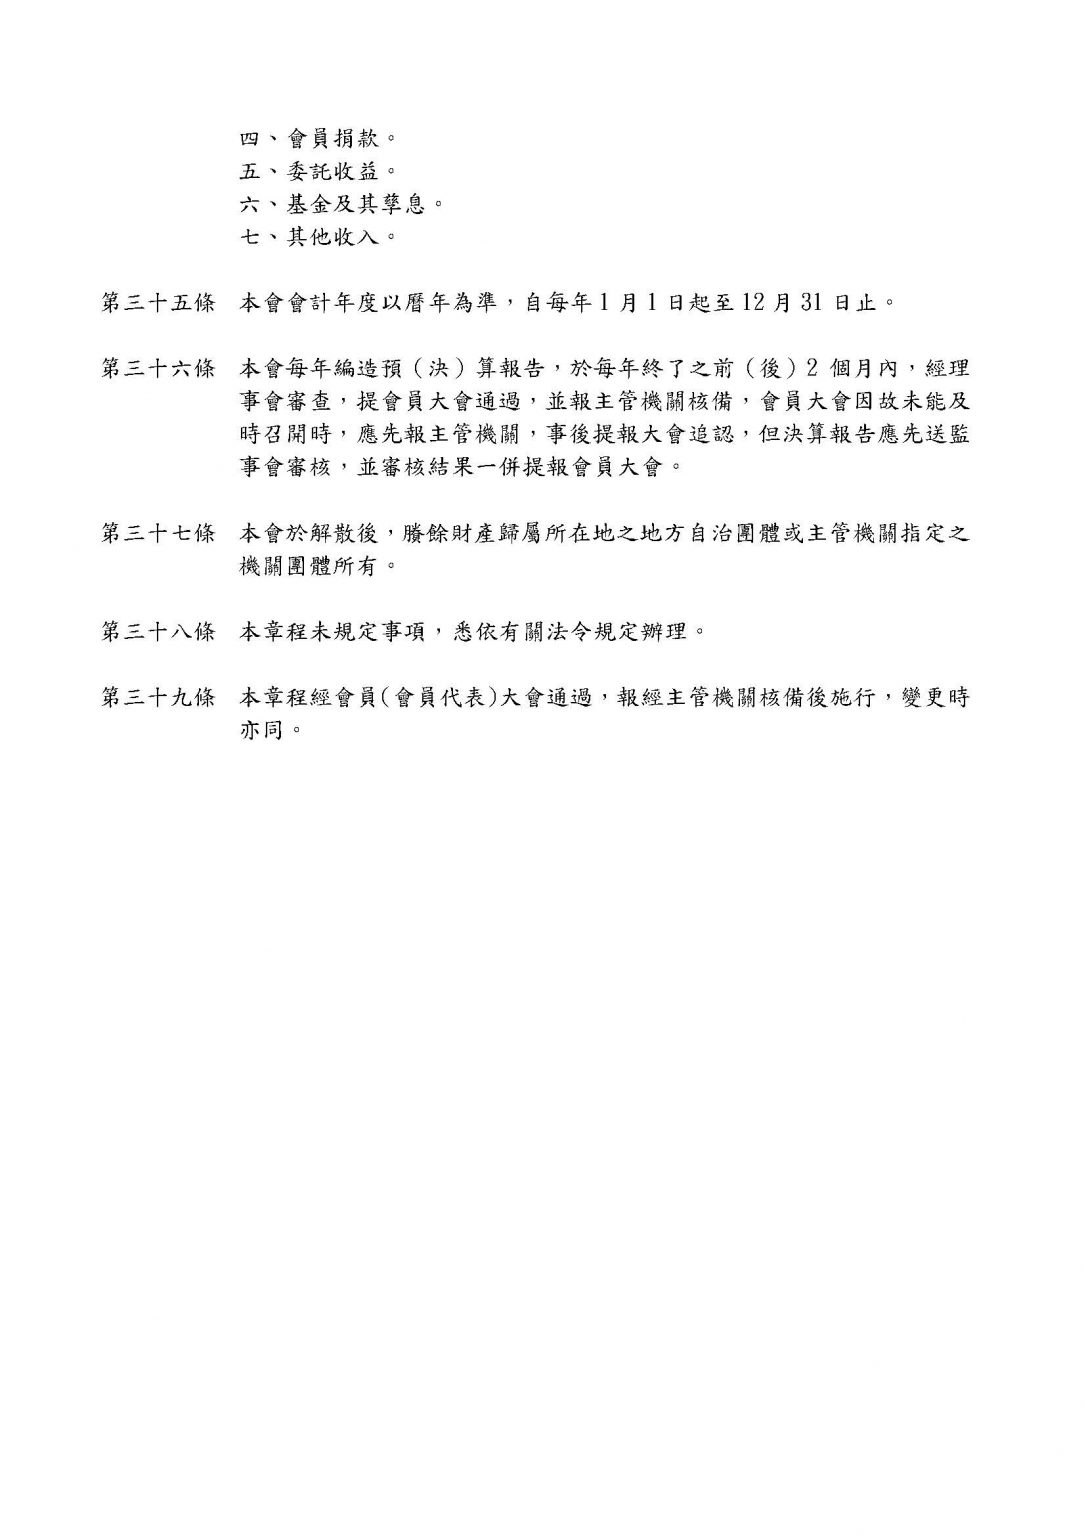 四、會員捐款。
五、委託收益。
六、基金及其孳息。
七、其他收入。
第三十五條 本會會計年度以曆年為準，自每年1月1日起至12月31日止。
第三十六條 本會每年編造預（決）算報告，於每年終了之前（後）2 個月內，經理
事會審查，提會員大會通過，並報主管機關核備，會員大會因故未能及
時召開時，應先報主管機關，事後提報大會追認，但決算報告應先送監
事會審核，並審核結果一併提報會員大會。
第三十七條 本會於解散後，賸餘財產歸屬所在地之地方自治團體或主管機關指定之
機關團體所有。
第三十八條 本章程未規定事項，悉依有關法令規定辦理。
第三十九條 本章程經會員(會員代表)大會通過，報經主管機關核備後施行，變更時
亦同。